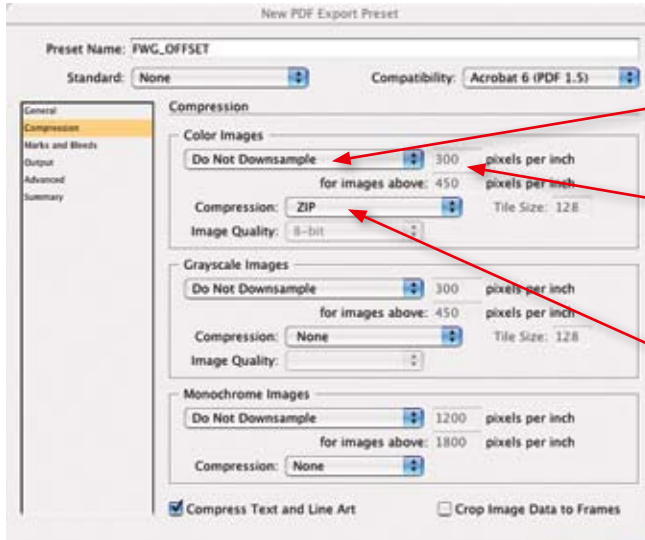 New PDF Export Preset
Preset Name: FWG_OFFSET
Standard: None Compatibility: Acrobat 6 (PDF 1.5)
General
Compression
Marks and Bleeds
Output
Advanced
Summary
Compression
Color Images
Do Not Downsample 300 pixels per inch
for images above: 450 pixels per inch
Compression: ZIP Tile Size: 128
Image Quality: 8-bit
Grayscale Images
Do Not Downsample 300 pixels per inch
for images above: 450 pixels per inch
Compression: None Tile Size: 128
Image Quality:
Monochrome Images
Do Not Downsample 1200 pixels per inch
for images above: 1800 pixels per inch
Compression: None
Compress Text and Line Art Crop Image Data to Frames